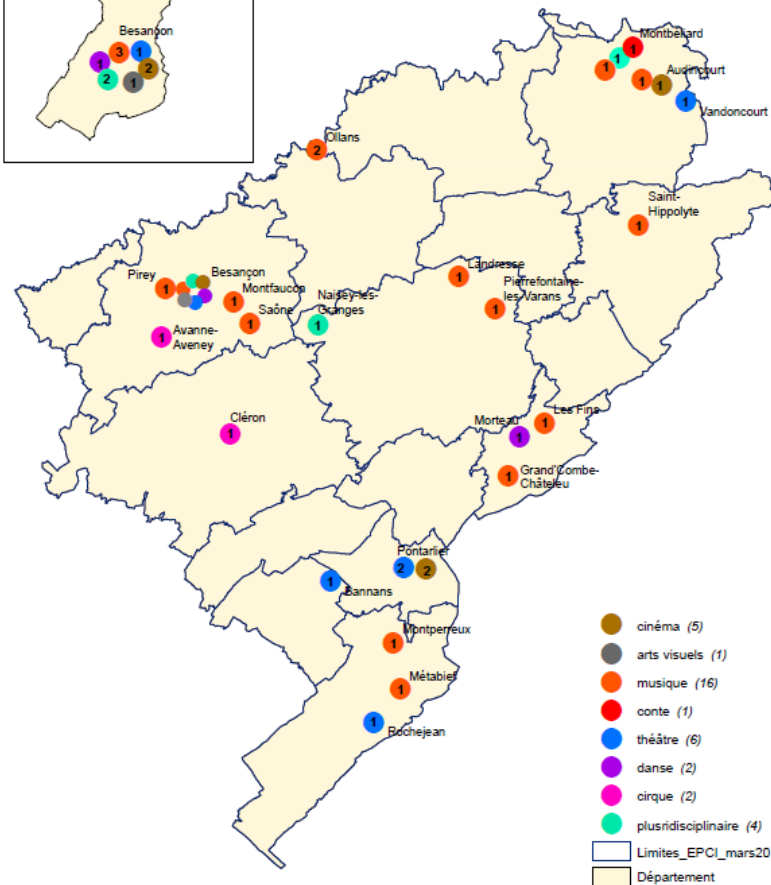 Besançon
3
1
1
2
2
1
Montbéliard
1
1
1
Audincourt
1
1
1
Vandoncourt
Ollans
2
Saint-
Hippolyte
1
Landresse
1
Pierrefontaine-
les-Varans
1
Pirey
1
Besançon
Montfaucon
1
Saône
1
Naisey-les-
Granges
1
Avanne-
Aveney
1
Cléron
1
Morteau
1
Les Fins
1
Grand'Combe-
Châteleu
1
Pontarlier
2
2
1
Bannans
Montperreux
1
Métabief
1
1
Rochejean
cinéma (5)
arts visuels (1)
musique (16)
conte (1)
théâtre (6)
danse (2)
cirque (2)
plusridisciplinaire (4)
Limites_EPCI_mars20
Département